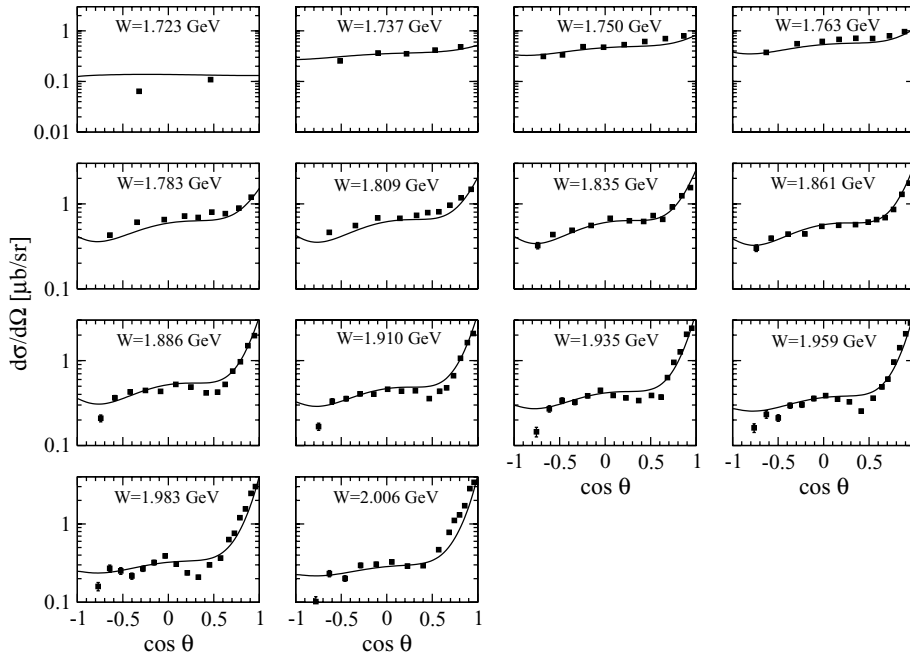 W=1.723 GeV
W=1.737 GeV
W=1.750 GeV
W=1.763 GeV
1
0.1
0.01
W=1.783 GeV
W=1.809 GeV
W=1.835 GeV
W=1.861 GeV
1
0.1
dσ/dΩ [μb/sr]
W=1.886 GeV
W=1.910 GeV
W=1.935 GeV
W=1.959 GeV
1
0.1
-1 -0.5 0 0.5 1
-1 -0.5 0 0.5
cos θ
cos θ
W=1.983 GeV
W=2.006 GeV
1
0.1
-1 -0.5 0 0.5 1
-1 -0.5 0 0.5 1
cos θ
cos θ